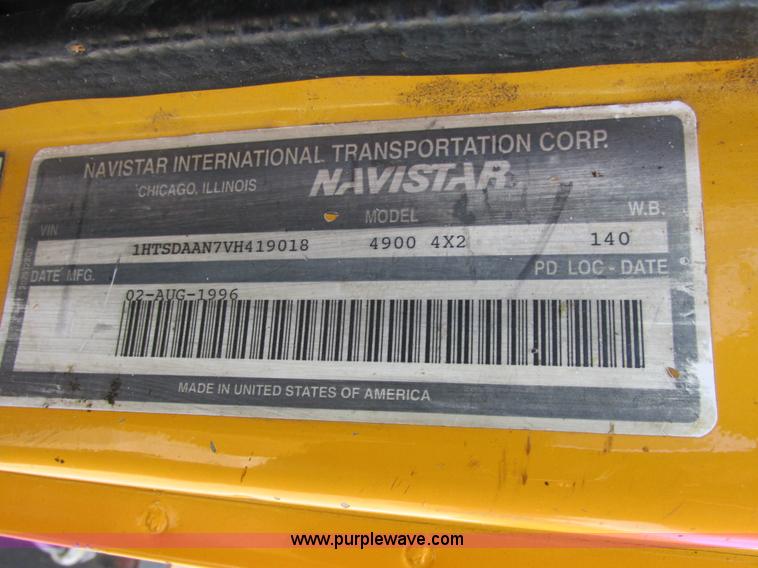 NAVISTAR INTERNATIONAL TRANSPORTATION CORP.
CHICAGO, ILLINOIS NAVISTAR
VIN MODEL W.B.
1HTSDAAN7VH419018 4900 4X2 140
DATE MFG. PD LOC - DATE
02-AUG-1996
MADE IN UNITED STATES OF AMERICA
www.purplewave.com